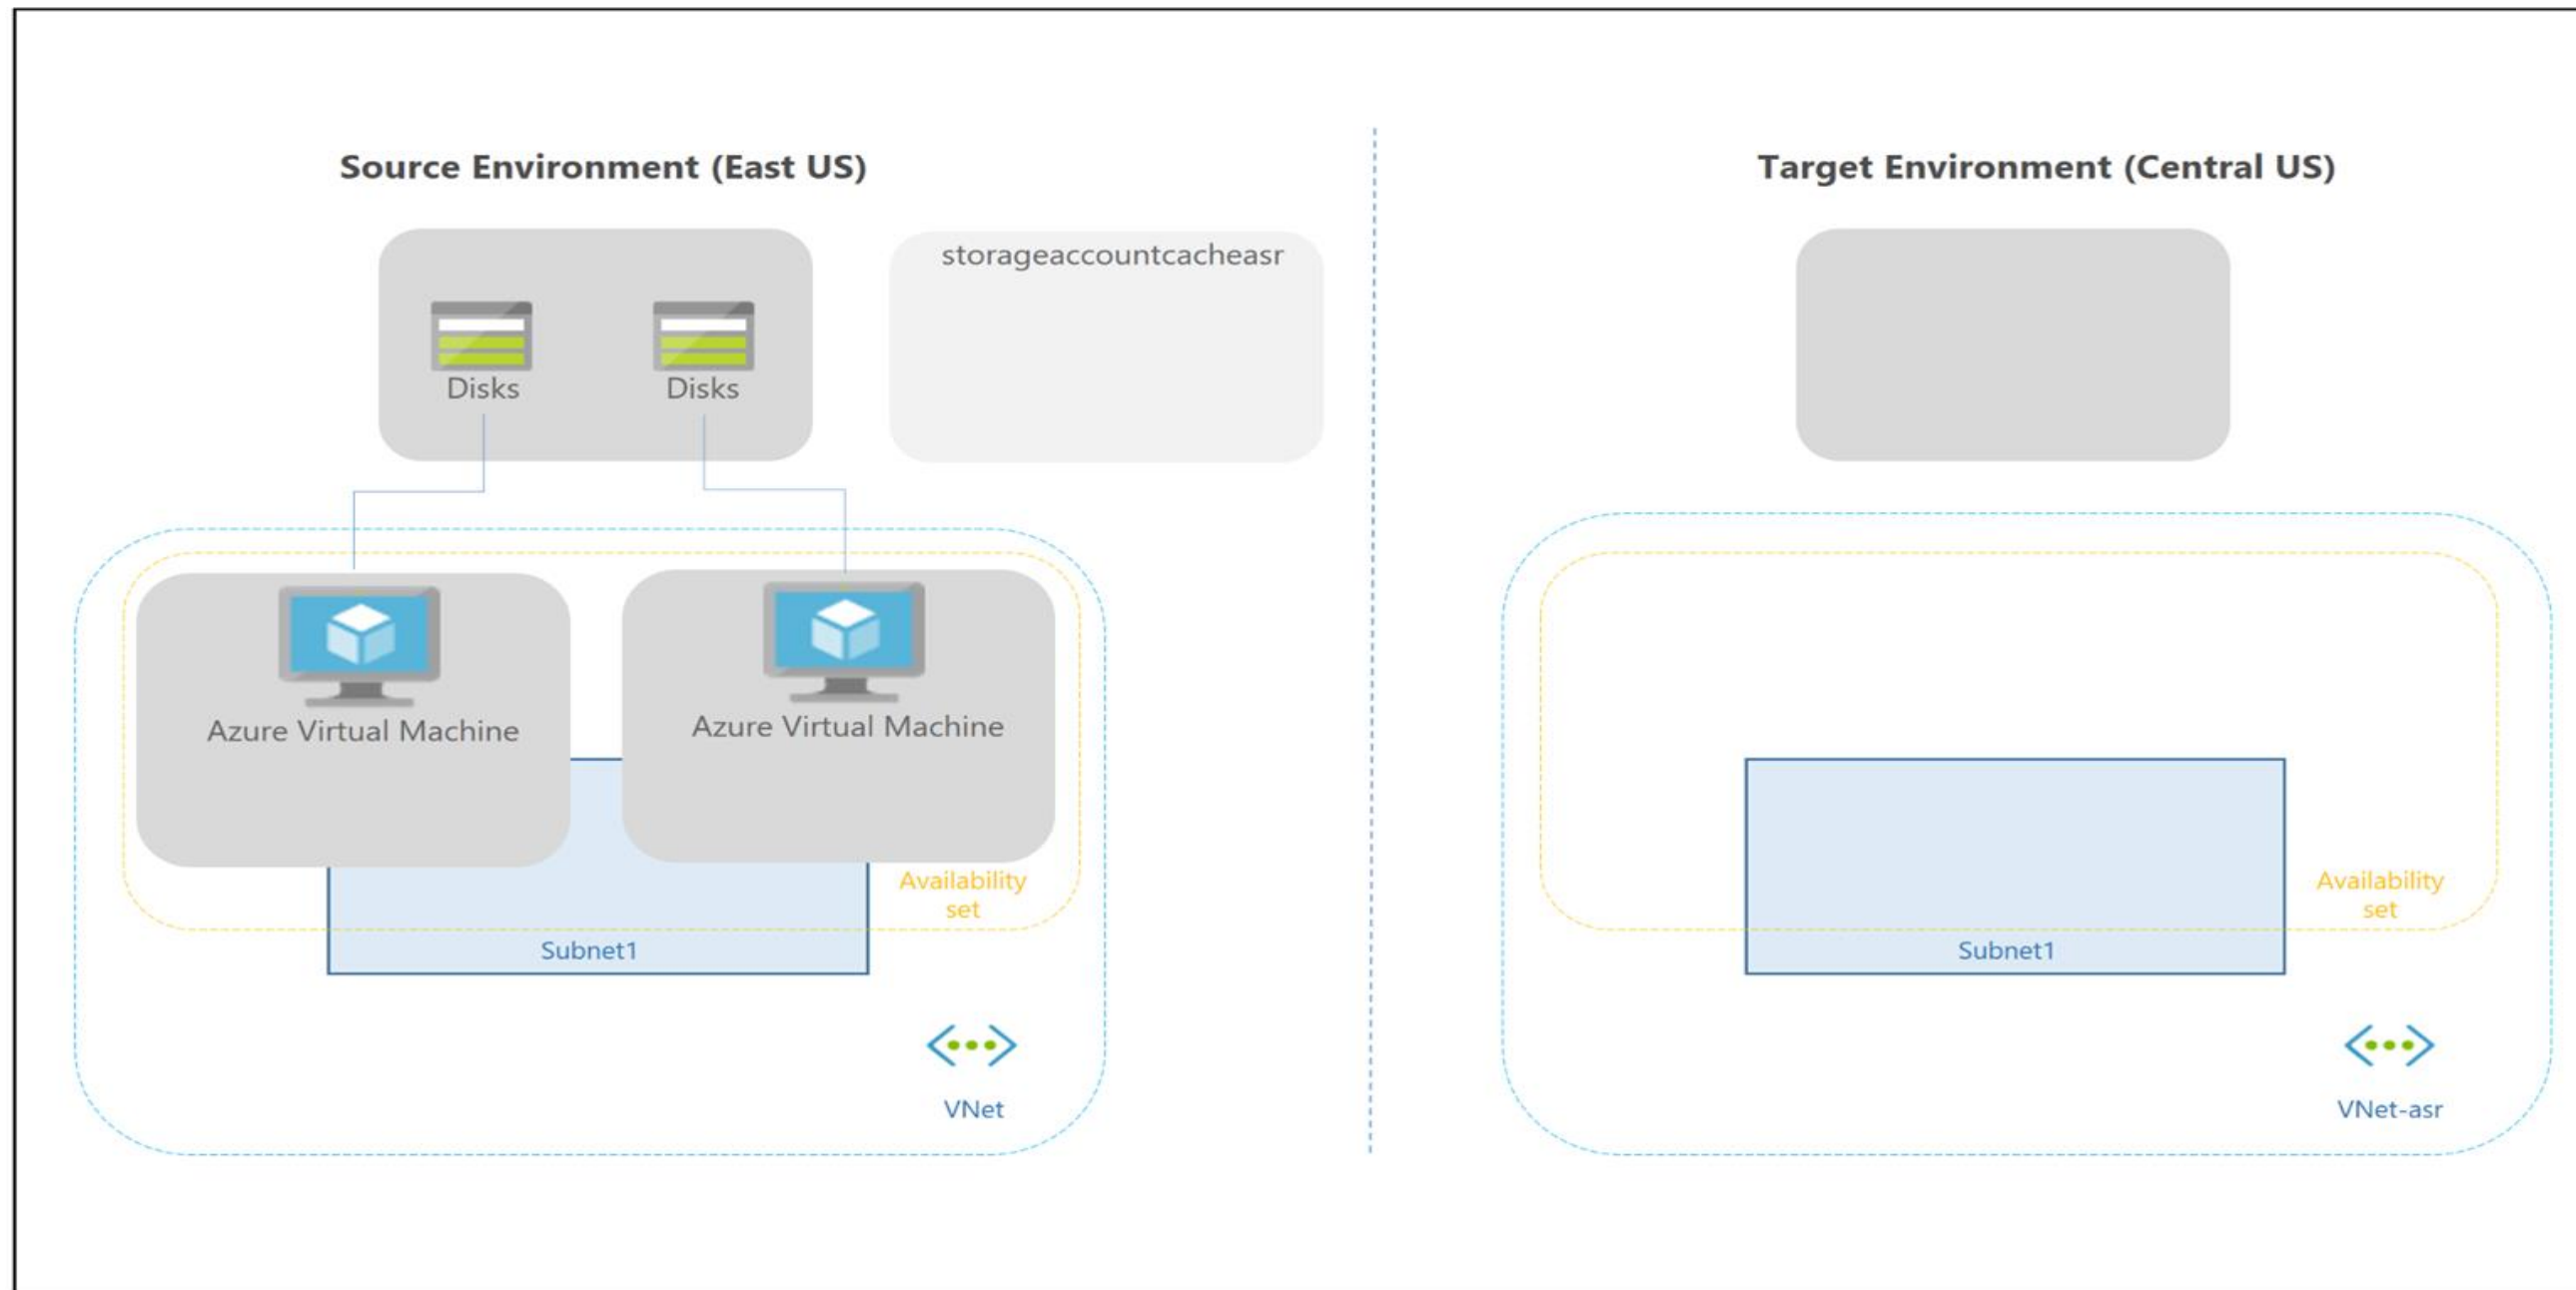 Source Environment (East US)
Target Environment (Central US)
storageaccountcacheasr
Disks
Disks
Azure Virtual Machine
Azure Virtual Machine
Availability
set
Subnet1
VNet
Availability
set
Subnet1
VNet-asr